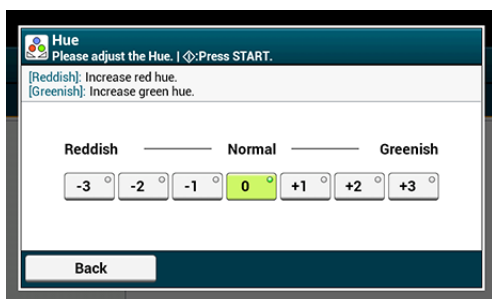 Hue
Please adjust the Hue. | ◇:Press START.
[Reddish]: Increase red hue.
[Greenish]: Increase green hue.
Reddish Normal Greenish
-3 -2 -1 0 +1 +2 +3
Back